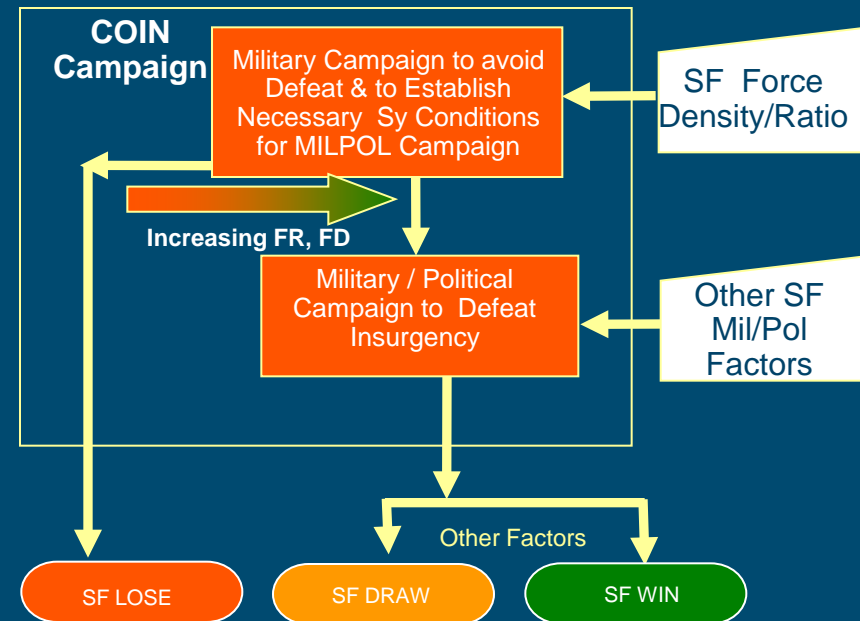 COIN
Campaign
Military Campaign to avoid
Defeat & to Establish
Necessary Sy Conditions
for MILPOL Campaign
SF Force
Density/Ratio
Increasing FR, FD
Military / Political
Campaign to Defeat
Insurgency
Other SF
Mil/Pol
Factors
Other Factors
SF LOSE
SF DRAW
SF WIN